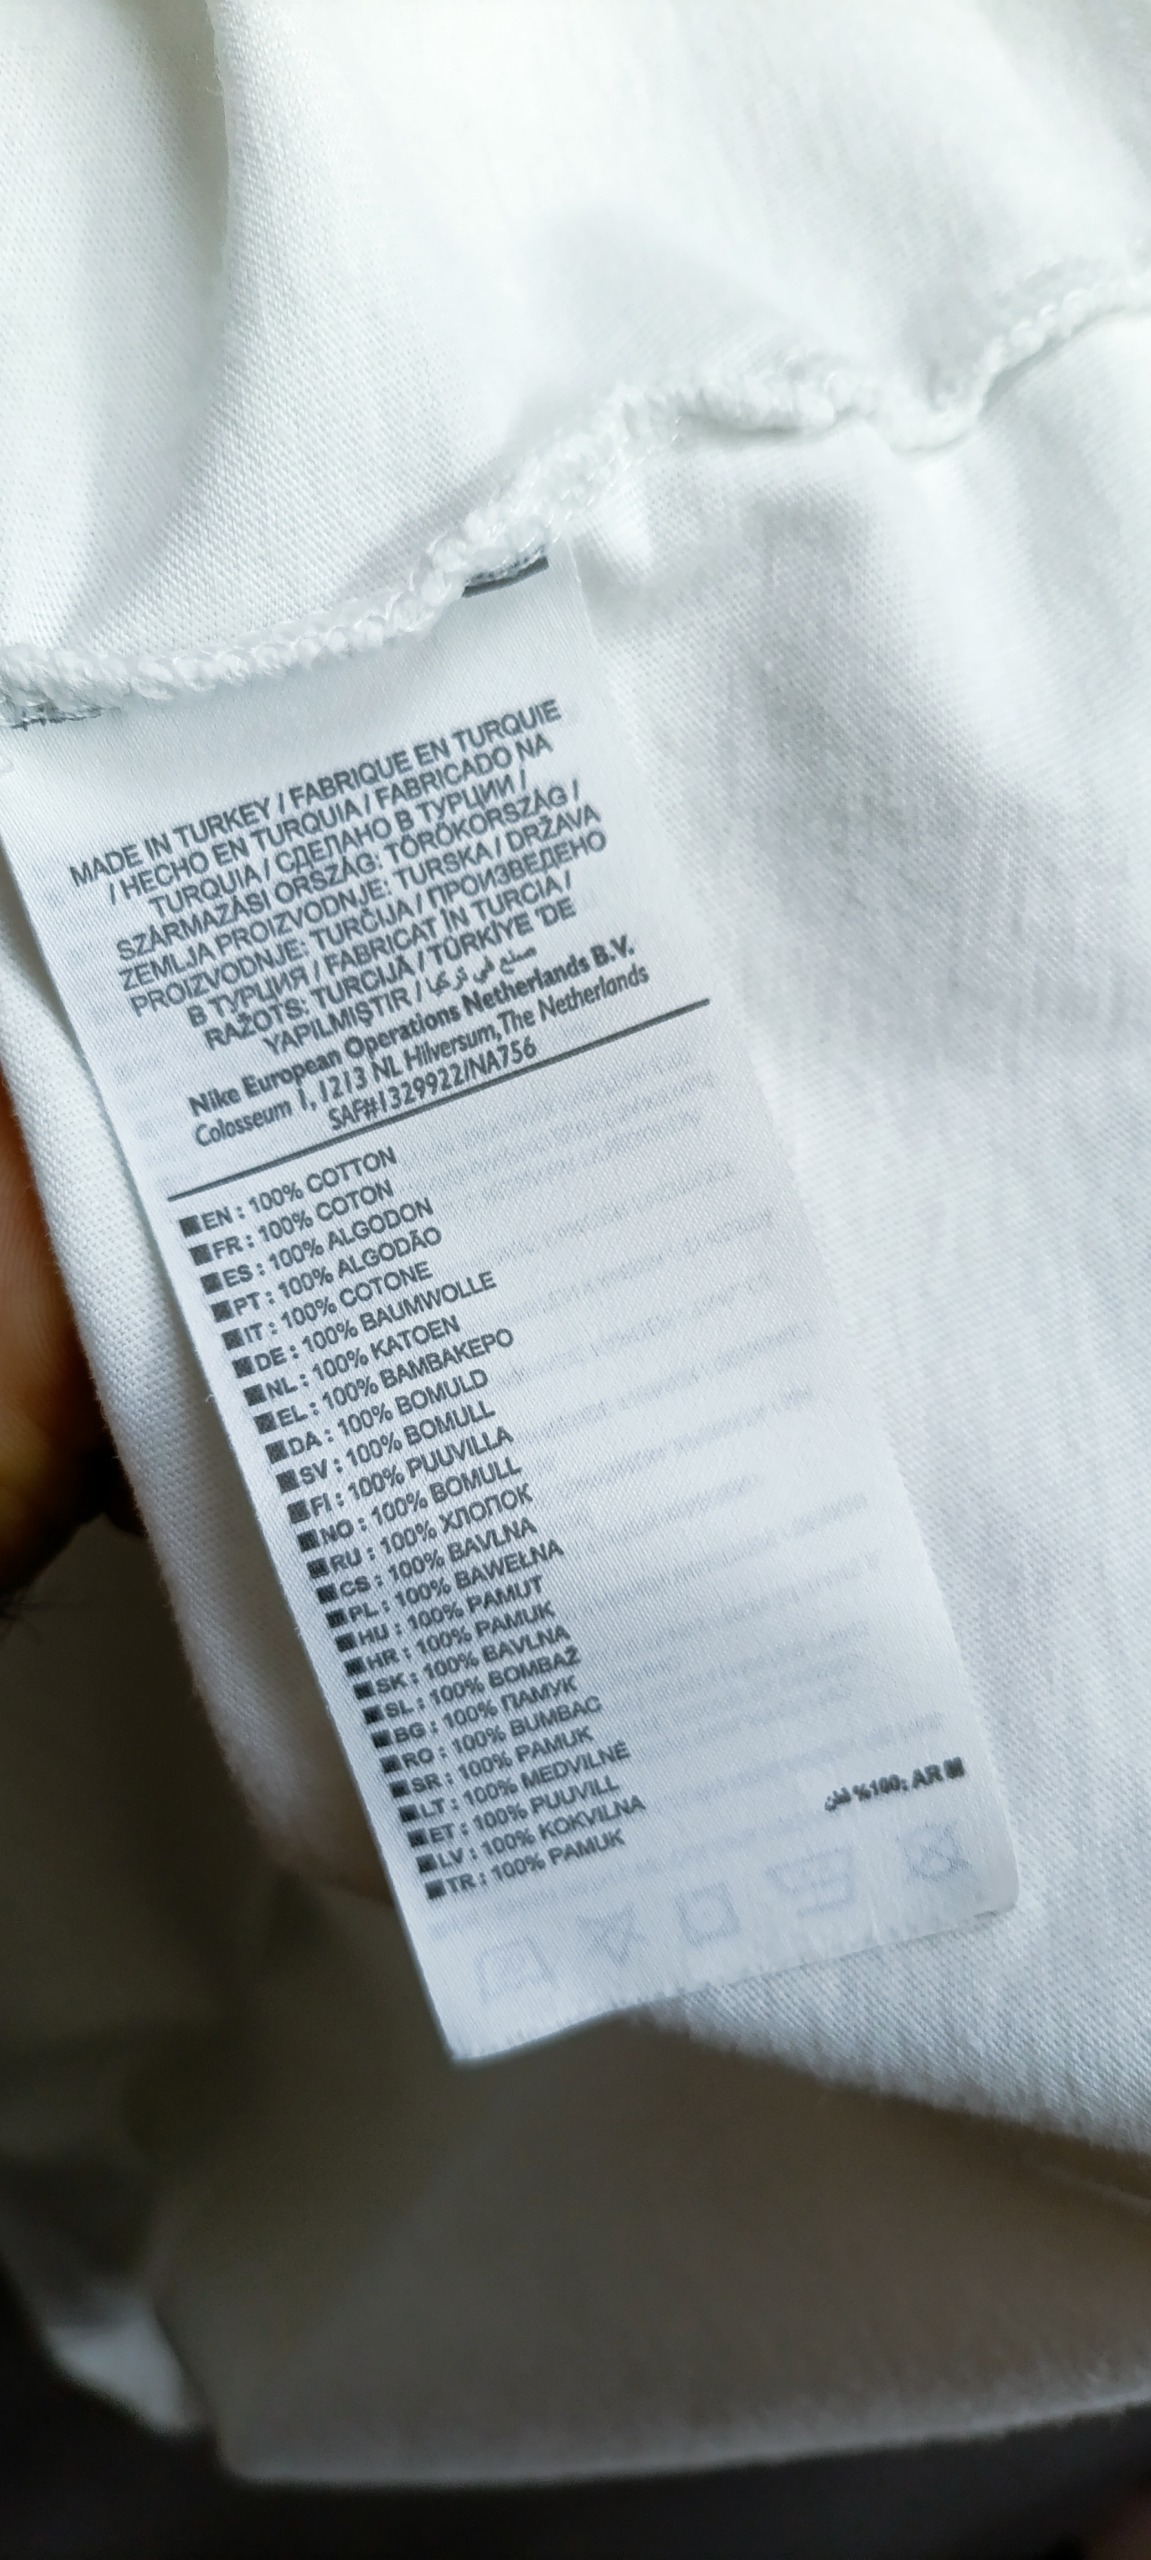 MADE IN TURKEY / FABRIQUE EN TURQUIE
/ HECHO EN TURQUIA / FABRICADO NA
TURQUIA / СДЕЛАНО В ТУРЦИИ /
SZÁRMAZÁSI ORSZÁG: TÖRÖKORSZÁG /
ZEMLJA PROIZVODNJE: TURSKA / DRŽAVA
PROIZVODNJE: TURČIJA / ПРОИЗВЕДЕНО
В ТУРЦИЯ / FABRICAT ÎN TURCIA /
RAŽOTS: TURCIJĀ / TÜRKİYE 'DE
YAPILMIŞTIR / صنع في تركيا
Nike European Operations Netherlands B.V.
Colosseum 1, 1213 NL Hilversum, The Netherlands
SAF#1329922/NA756
EN : 100% COTTON
FR : 100% COTON
ES : 100% ALGODON
PT : 100% ALGODÃO
IT : 100% COTONE
DE : 100% BAUMWOLLE
NL : 100% KATOEN
EL : 100% ΒΑΜΒΑΚΕΡΟ
DA : 100% BOMULD
SV : 100% BOMULL
FI : 100% PUUVILLA
NO : 100% BOMULL
RU : 100% ХЛОПОК
CS : 100% BAVLNA
PL : 100% BAWEŁNA
HU : 100% PAMUT
HR : 100% PAMUK
SK : 100% BAVLNA
SL : 100% BOMBAŽ
BG : 100% ПАМУК
RO : 100% BUMBAC
SR : 100% PAMUK
LT : 100% MEDVILNĖ
ET : 100% PUUVILL
LV : 100% KOKVILNA
TR : 100% PAMUK
قطن %100: AR